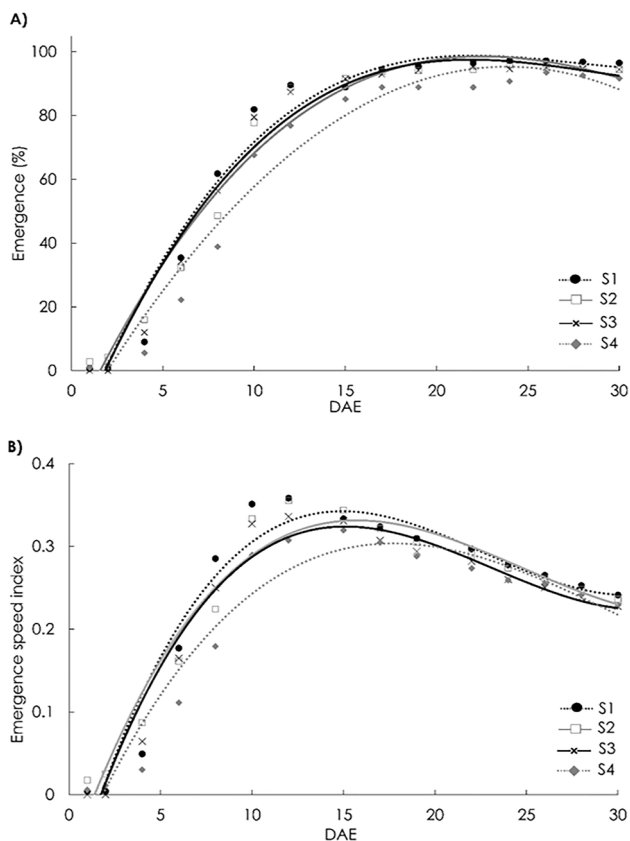 A)
100
80
60
40
20
0
Emergence (%)
0 5 10 15 20 25 30
DAE
S1
S2
S3
S4
B)
0.4
0.3
0.2
0.1
0
Emergence speed index
0 5 10 15 20 25 30
DAE
S1
S2
S3
S4